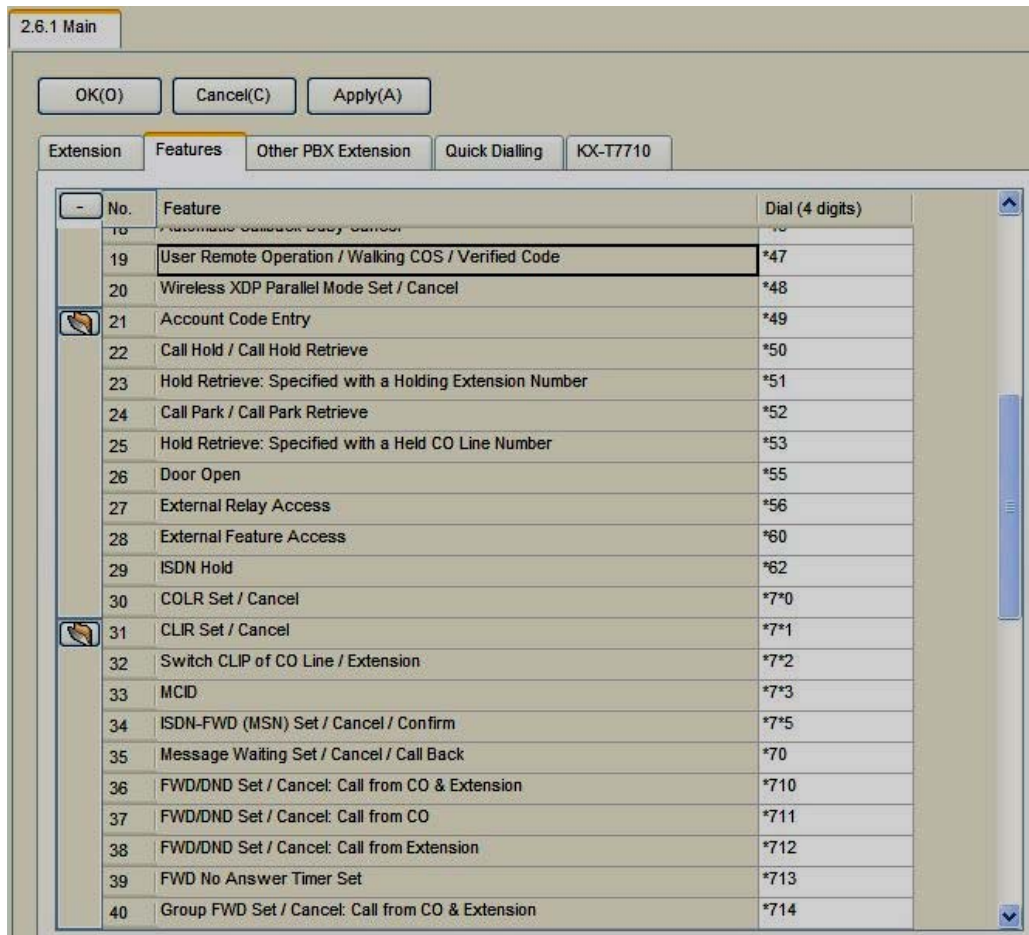 2.6.1 Main
OK(O) Cancel(C) Apply(A)
Extension Features Other PBX Extension Quick Dialling KX-T7710
- No. Feature Dial (4 digits)
19 User Remote Operation / Walking COS / Verified Code *47
20 Wireless XDP Parallel Mode Set / Cancel *48
21 Account Code Entry *49
22 Call Hold / Call Hold Retrieve *50
23 Hold Retrieve: Specified with a Holding Extension Number *51
24 Call Park / Call Park Retrieve *52
25 Hold Retrieve: Specified with a Held CO Line Number *53
26 Door Open *55
27 External Relay Access *56
28 External Feature Access *60
29 ISDN Hold *62
30 COLR Set / Cancel *7*0
31 CLIR Set / Cancel *7*1
32 Switch CLIP of CO Line / Extension *7*2
33 MCID *7*3
34 ISDN-FWD (MSN) Set / Cancel / Confirm *7*5
35 Message Waiting Set / Cancel / Call Back *70
36 FWD/DND Set / Cancel: Call from CO & Extension *710
37 FWD/DND Set / Cancel: Call from CO *711
38 FWD/DND Set / Cancel: Call from Extension *712
39 FWD No Answer Timer Set *713
40 Group FWD Set / Cancel: Call from CO & Extension *714